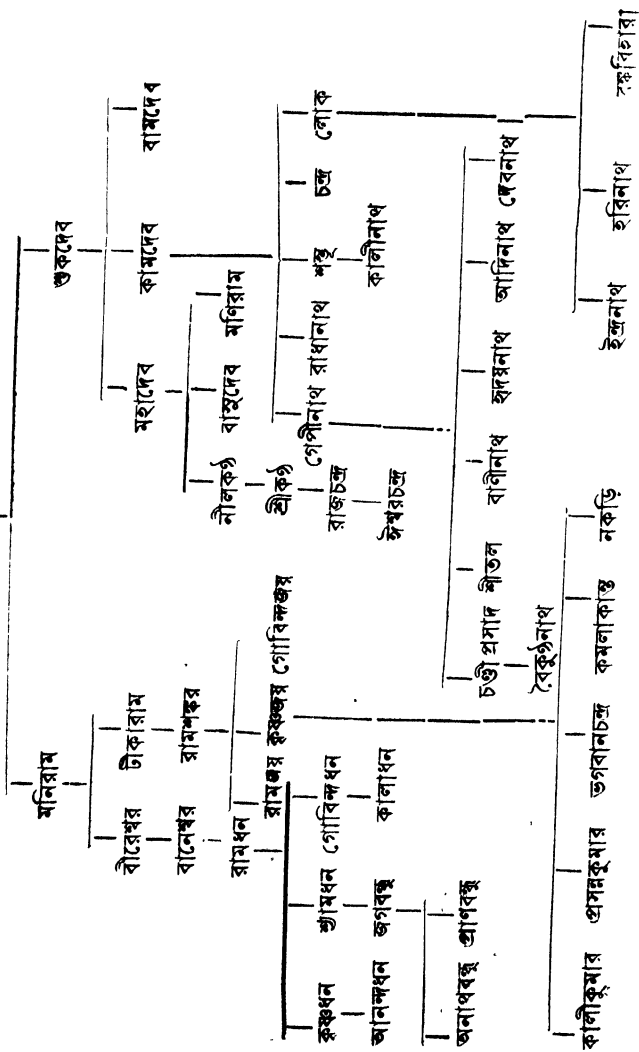 মনিরাম শুকদেব
বীরেশ্বর টীকারাম মহাদেব কামদেব বামদেব
বানেশ্বর রামশঙ্কর নীলকণ্ঠ বাসুদেব মণিরাম
রামধন রামজয় কৃষ্ণজয় গোবিন্দজয় শ্রীকণ্ঠ গোপীনাথ রাধানাথ শম্ভু চন্দ্র লোক
কৃষ্ণধন শ্যামধন গোবিন্দধন রাজচন্দ্র কালীনাথ
আনন্দধন জগবন্ধু কালাধন ঈশ্বরচন্দ্র
অনাথবন্ধু প্রাণবন্ধু চণ্ডীপ্রসাদ শীতল বাণীনাথ হৃদয়নাথ আদিনাথ দেবনাথ
বৈকুণ্ঠনাথ
কালীকুমার প্রসন্নকুমার ভগবানচন্দ্র কমলাকান্ত নকড়ি ইন্দ্রনাথ হরিনাথ